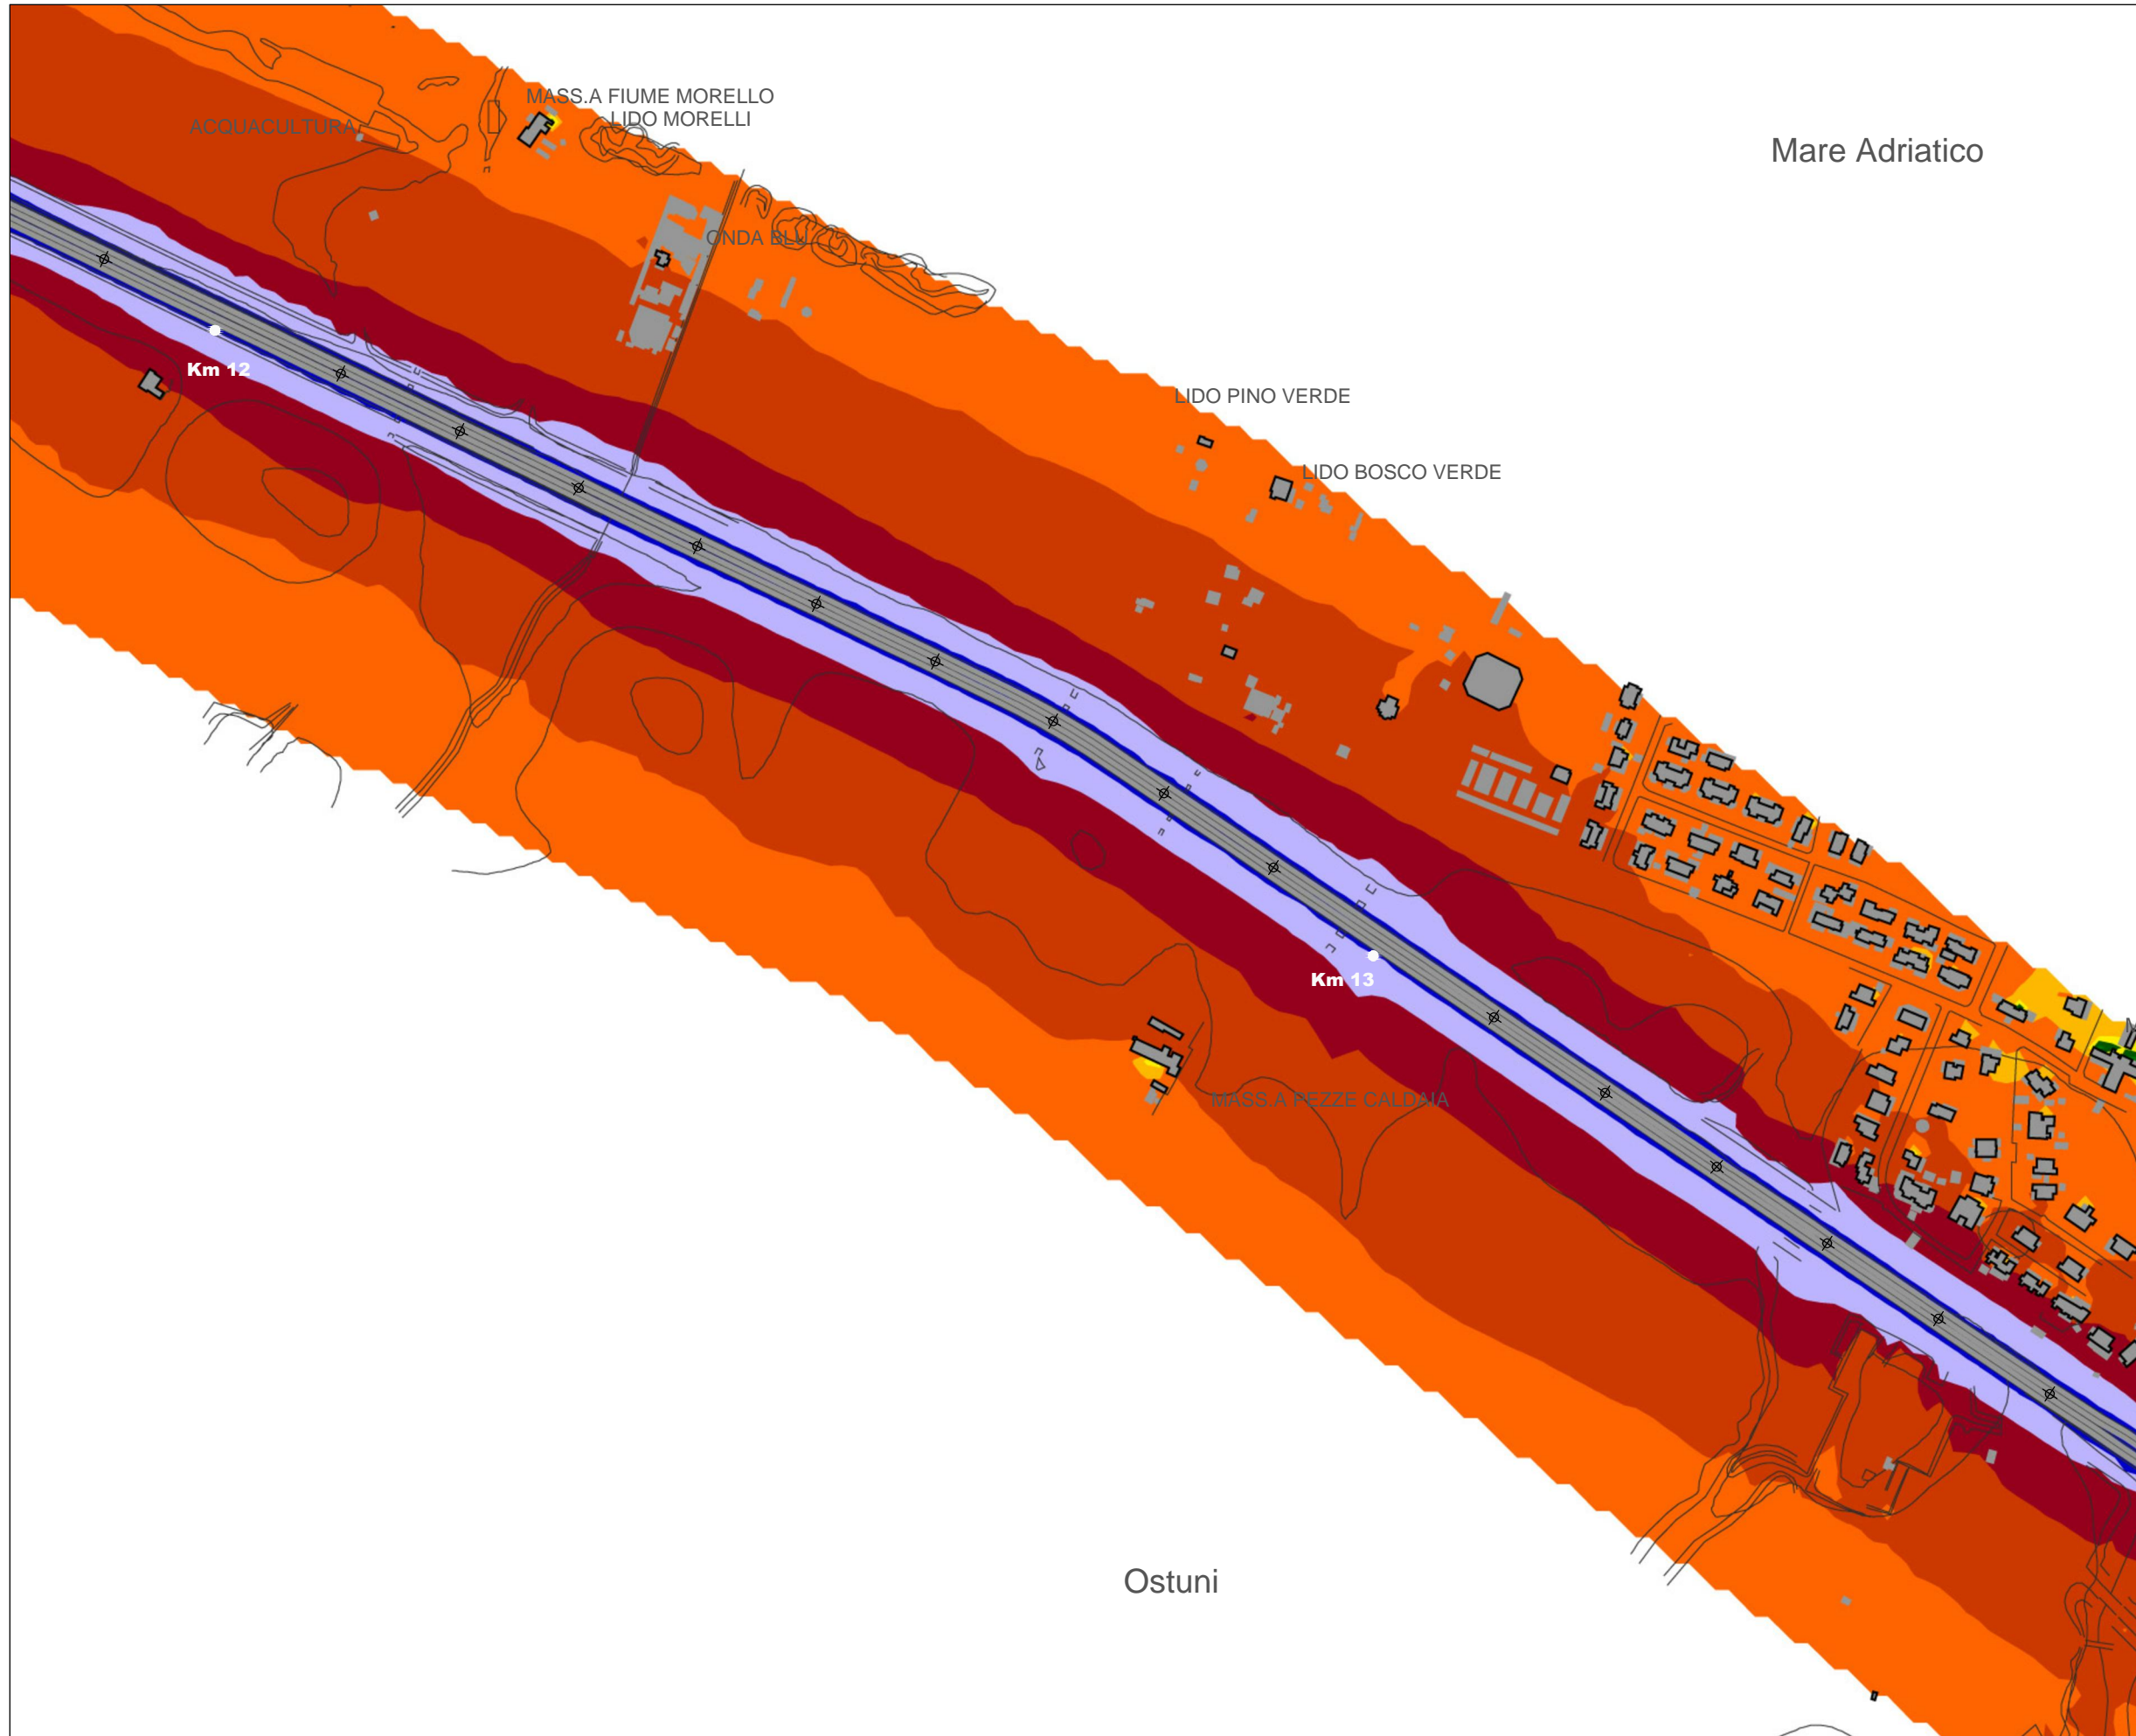 MASS.A FIUME MORELLO
LIDO MORELLI
ACQUACULTURA
Mare Adriatico
ONDA BLU
Km 12
LIDO PINO VERDE
LIDO BOSCO VERDE
Km 13
MASS.A PEZZE CALDAIA
Ostuni